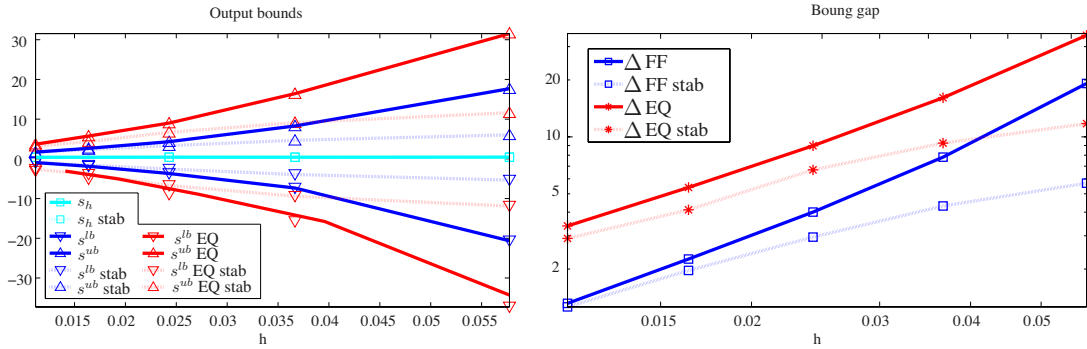 Output bounds
30
20
10
0
−10
−20
−30
s_h
s_h stab
s^{lb}
s^{ub}
s^{lb} stab
s^{ub} stab
s^{lb} EQ
s^{ub} EQ
s^{lb} EQ stab
s^{ub} EQ stab
0.015 0.02 0.025 0.03 0.035 0.04 0.045 0.05 0.055
h
Boung gap
20
10
5
2
Δ FF
Δ FF stab
Δ EQ
Δ EQ stab
0.015 0.02 0.03 0.04 0.05
h